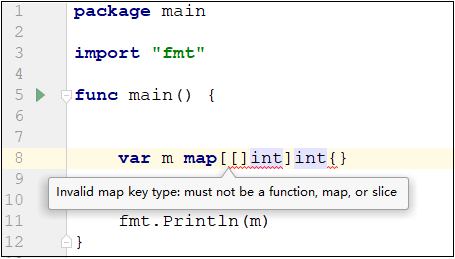 1 package main
2
3 import "fmt"
4
5 func main() {
6
7
8 var m map[[]int]int{}
9
Invalid map key type: must not be a function, map, or slice
10
11 fmt.Println(m)
12 }